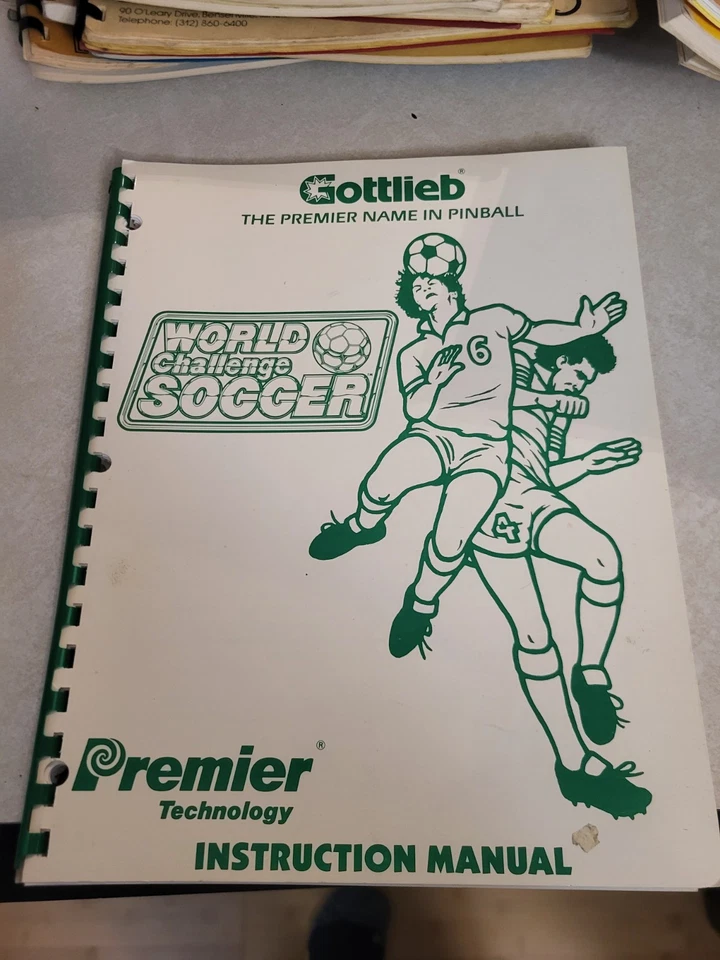 90 O'Leary Drive,
Telephone: (312) 860-6400
Gottlieb®
THE PREMIER NAME IN PINBALL
WORLD
Challenge
SOCCER
6
4
Premier®
Technology
INSTRUCTION MANUAL